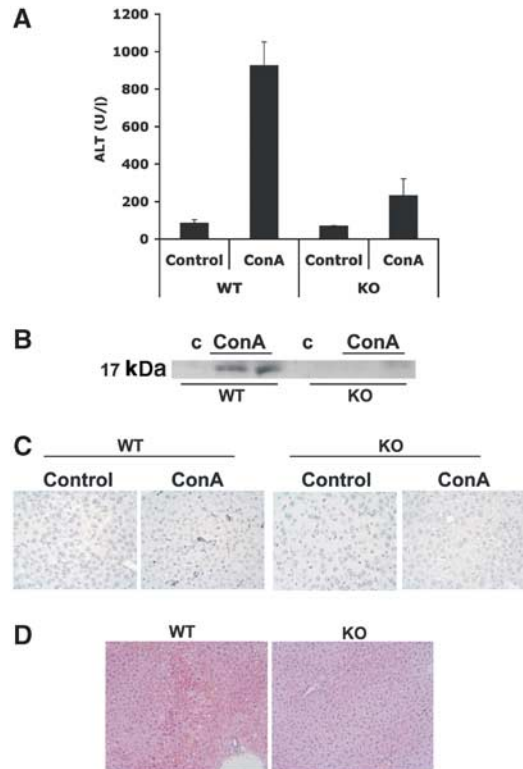 A
1200
1000
800
600
400
200
0
ALT (U/l)
Control ConA Control ConA
WT KO
B
c ConA c ConA
17 kDa
WT KO
C
WT KO
Control ConA Control ConA
D
WT KO